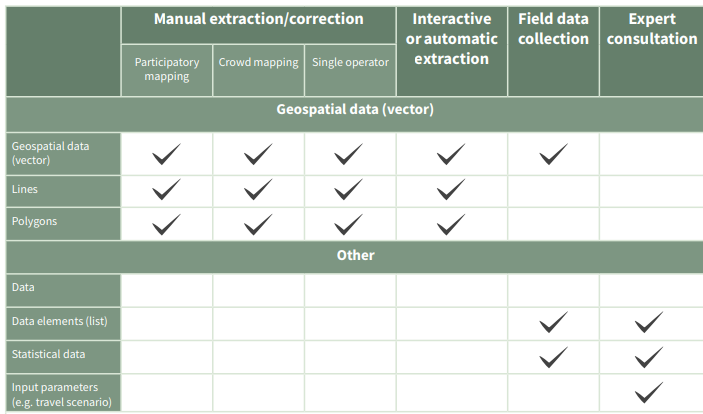 Manual extraction/correction
Interactive
or automatic
extraction
Field data
collection
Expert
consultation
Participatory
mapping
Crowd mapping
Single operator
Geospatial data (vector)
Geospatial data
(vector)
Lines
Polygons
Other
Data
Data elements (list)
Statistical data
Input parameters
(e.g. travel scenario)